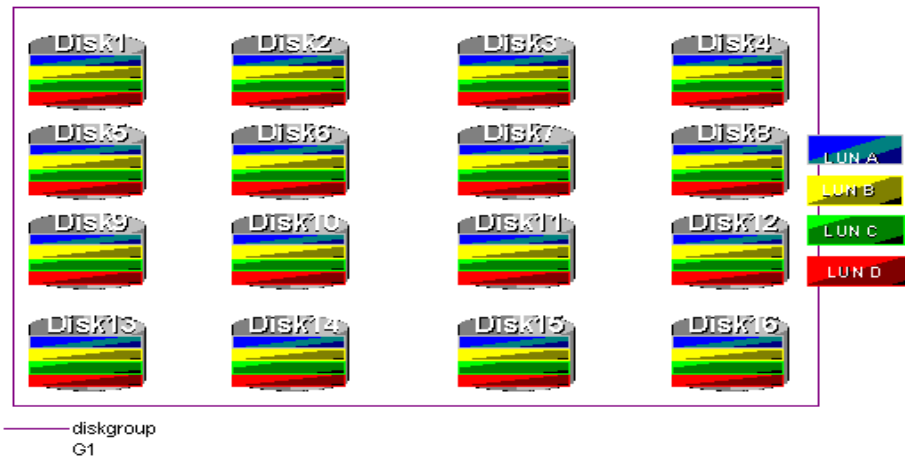 Disk1 Disk2 Disk3 Disk4
Disk5 Disk6 Disk7 Disk8
LUN A
LUN B
Disk9 Disk10 Disk11 Disk12
LUN C
LUN D
Disk13 Disk14 Disk15 Disk16
diskgroup
G1